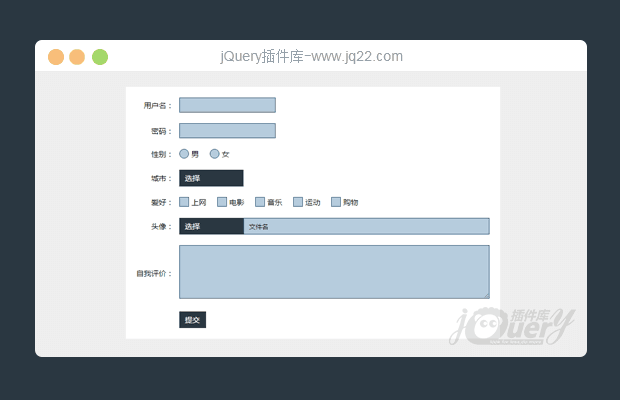 jQuery插件库-www.jq22.com
用户名：
密码：
性别： 男 女
城市： 选择
爱好： 上网 电影 音乐 运动 购物
头像： 选择 文件名
自我评价：
提交
jQuery 插件库